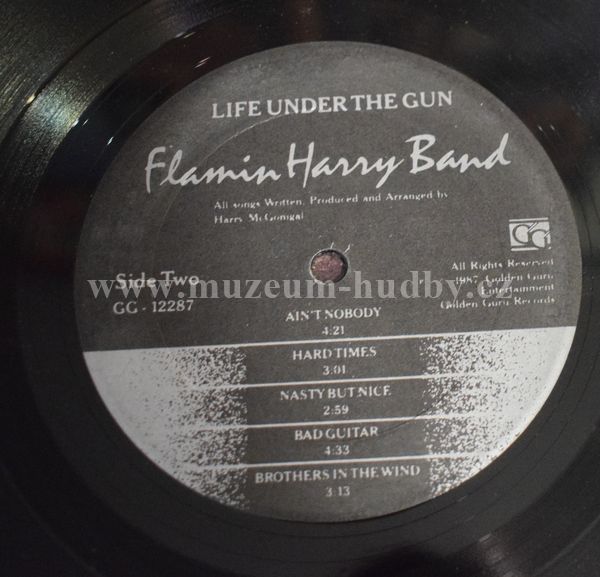 LIFE UNDER THE GUN
Flamin Harry Band
All songs Written, Produced and Arranged by
Harry McGonigal
GG
Side Two
GG - 12287
All Rights Reserved
1987 Golden Guru
Entertainment
Golden Guru Records
www.muzeum-hudby.cz
AIN'T NOBODY
4:21
HARD TIMES
3:01
NASTY BUT NICE
2:59
BAD GUITAR
4:33
BROTHERS IN THE WIND
3:13